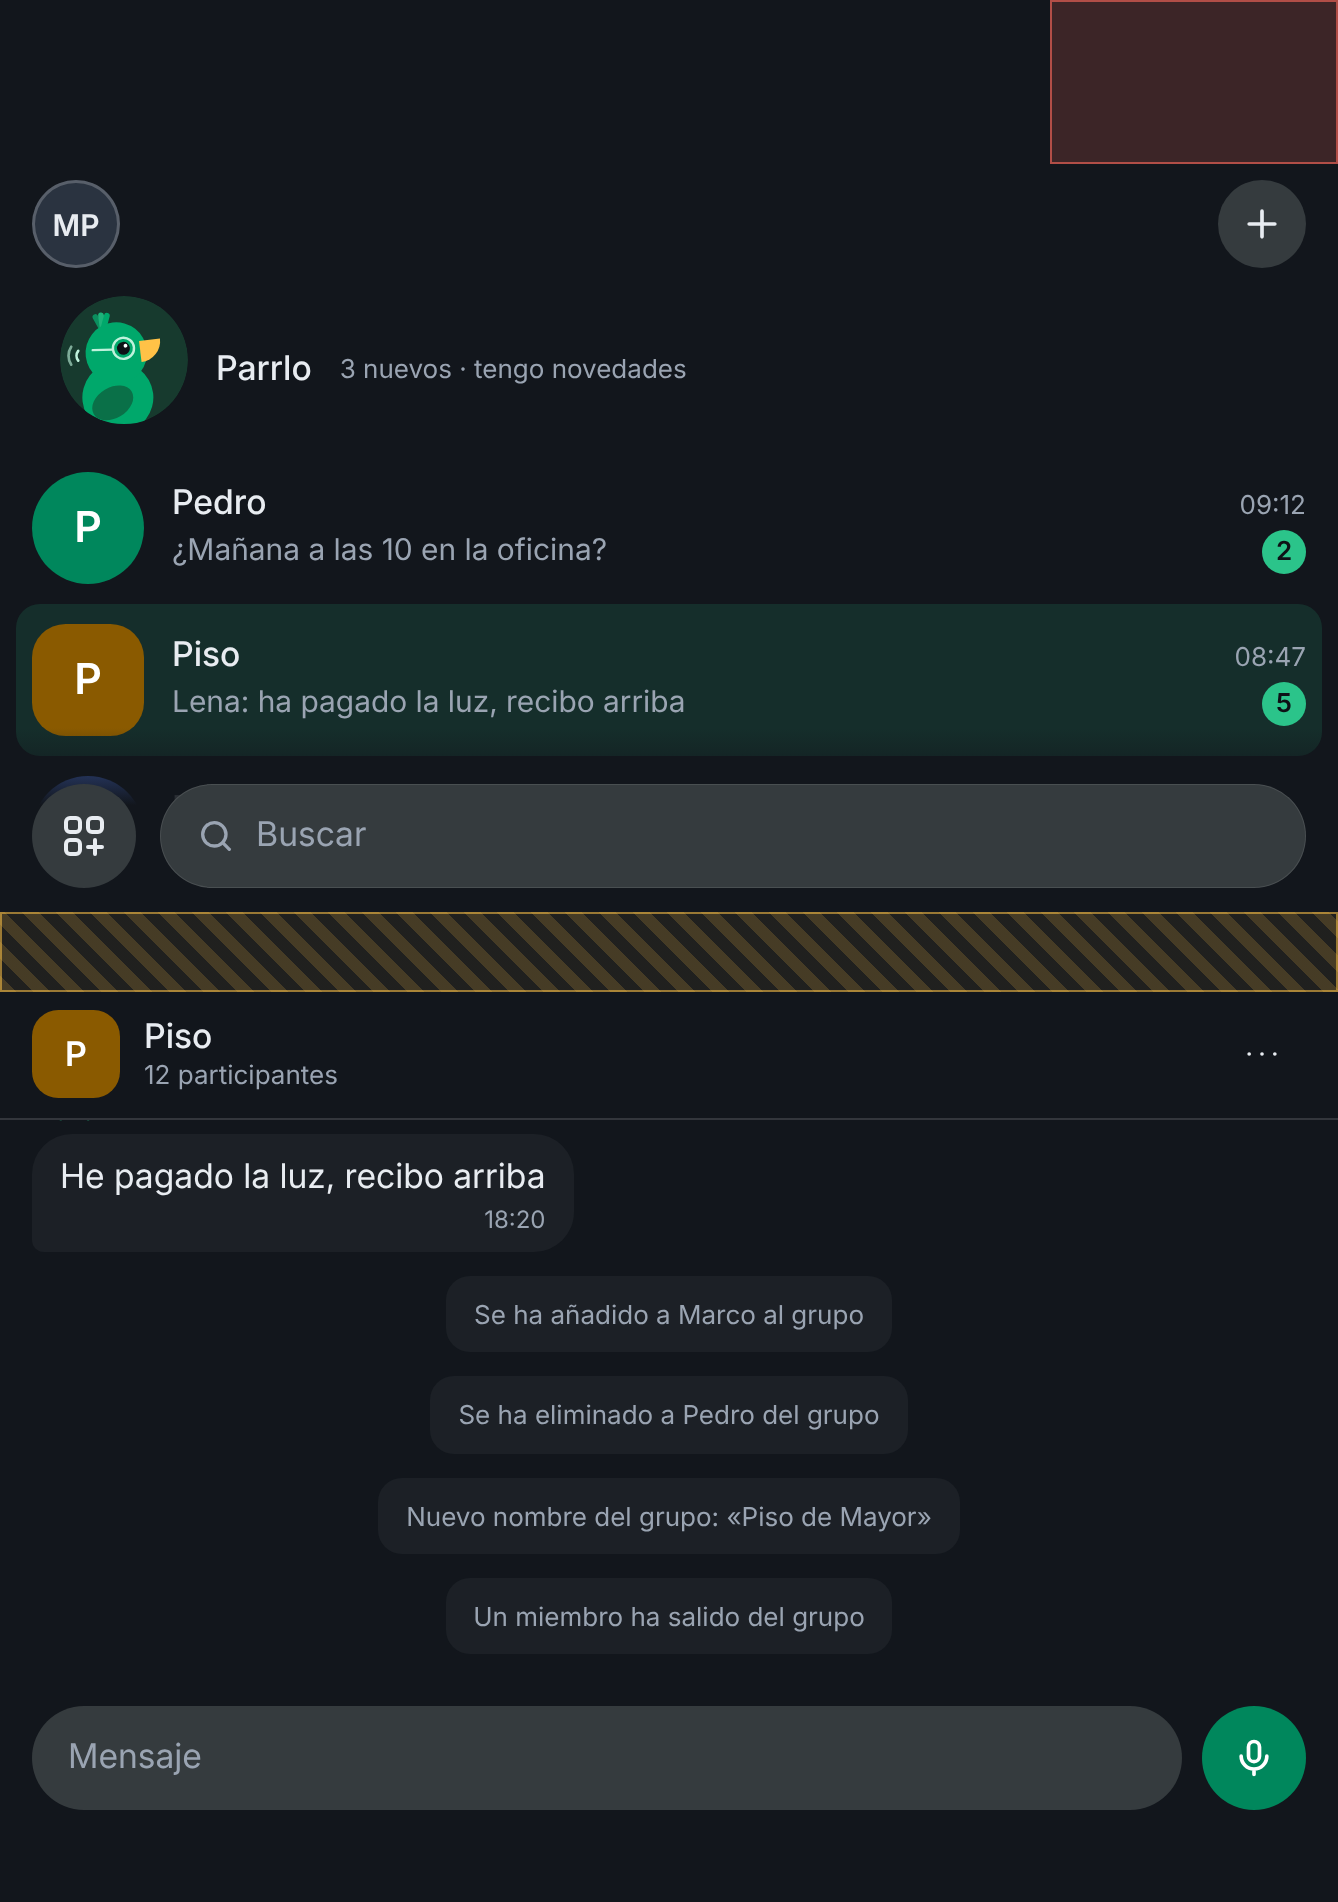 MP
Parrlo 3 nuevos · tengo novedades
P
Pedro
09:12
¿Mañana a las 10 en la oficina?
2
P
Piso
08:47
Lena: ha pagado la luz, recibo arriba
5
Buscar
P
Piso
12 participantes
He pagado la luz, recibo arriba
18:20
Se ha añadido a Marco al grupo
Se ha eliminado a Pedro del grupo
Nuevo nombre del grupo: «Piso de Mayor»
Un miembro ha salido del grupo
Mensaje